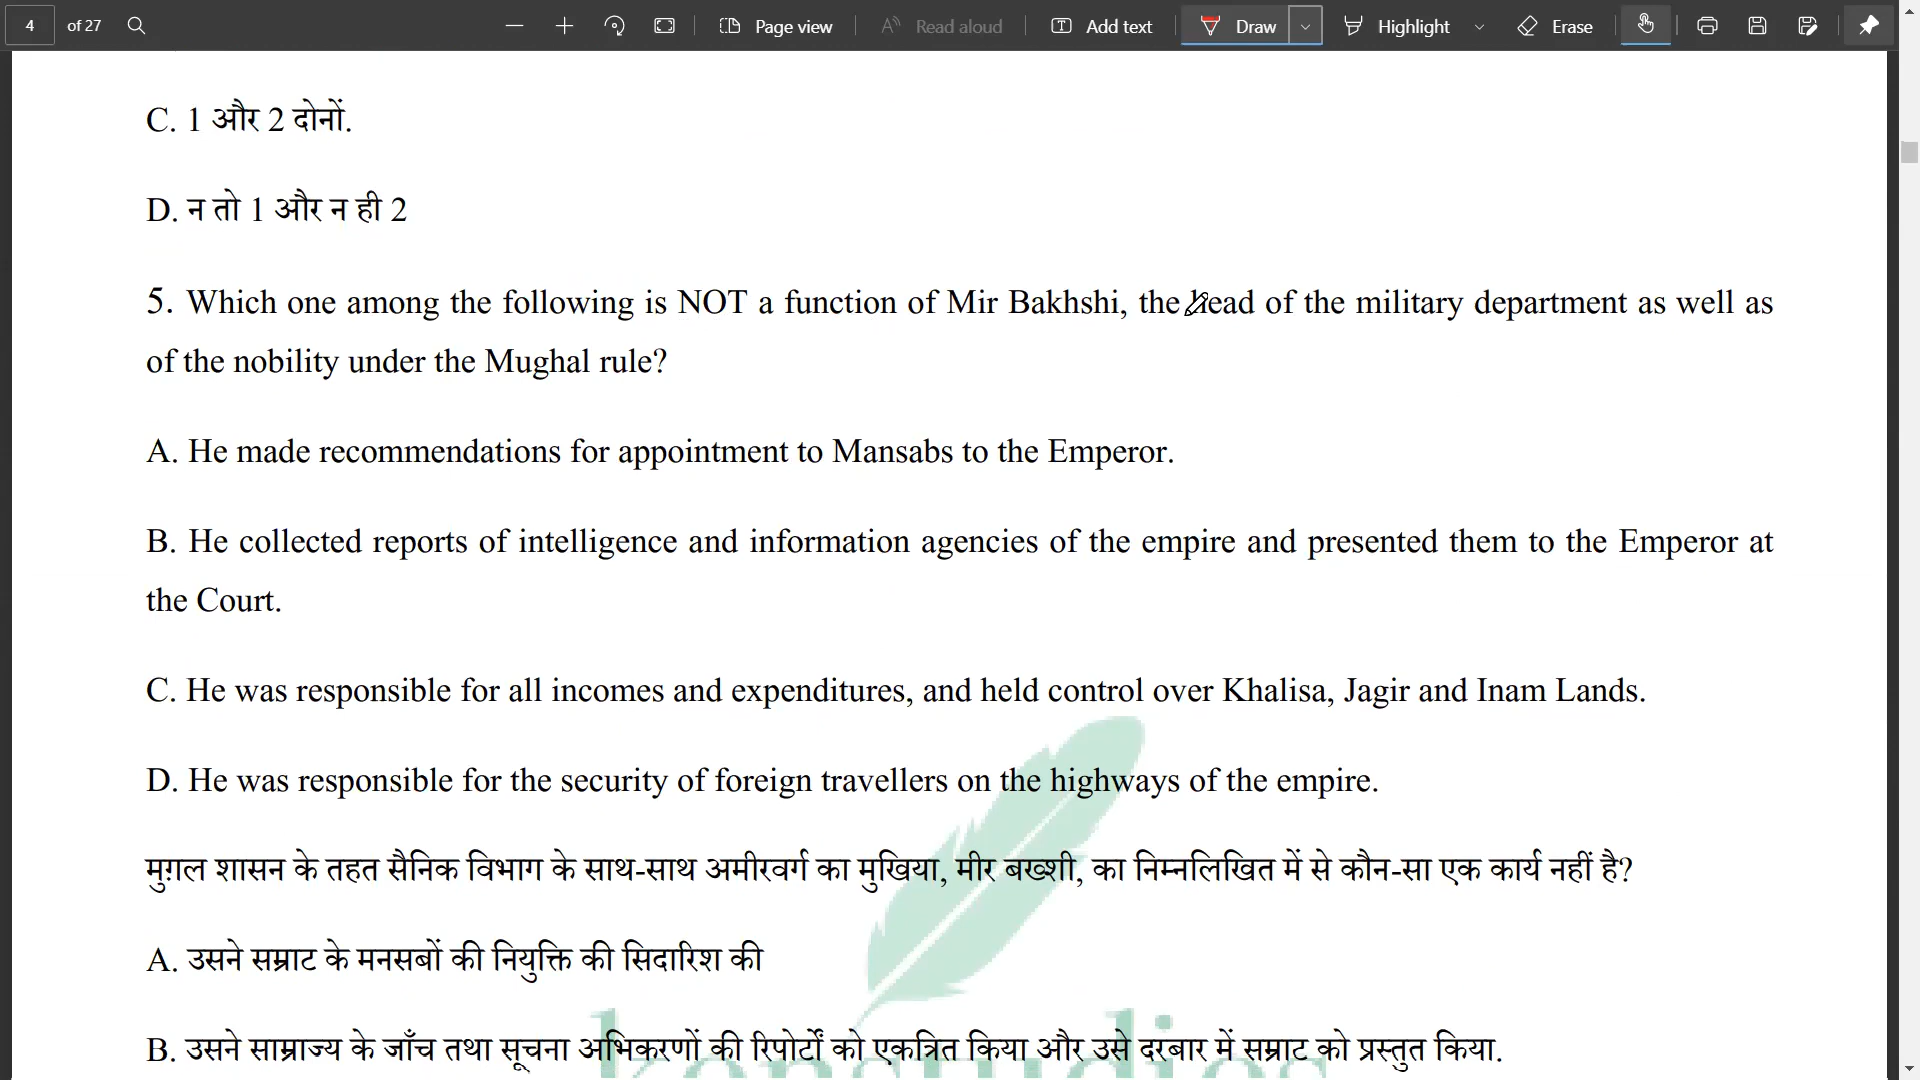 4 of 27 Page view Read aloud Add text Draw Highlight Erase
C. 1 और 2 दोनों.
D. न तो 1 और न ही 2
5. Which one among the following is NOT a function of Mir Bakhshi, the head of the military department as well as
of the nobility under the Mughal rule?
A. He made recommendations for appointment to Mansabs to the Emperor.
B. He collected reports of intelligence and information agencies of the empire and presented them to the Emperor at
the Court.
C. He was responsible for all incomes and expenditures, and held control over Khalisa, Jagir and Inam Lands.
D. He was responsible for the security of foreign travellers on the highways of the empire.
मुग़ल शासन के तहत सैनिक विभाग के साथ-साथ अमीरवर्ग का मुखिया, मीर बख्शी, का निम्नलिखित में से कौन-सा एक कार्य नहीं है?
A. उसने सम्राट के मनसबों की नियुक्ति की सिदारिश की
B. उसने साम्राज्य के जाँच तथा सूचना अभिकरणों की रिपोर्टों को एकत्रित किया और उसे दरबार में सम्राट को प्रस्तुत किया.